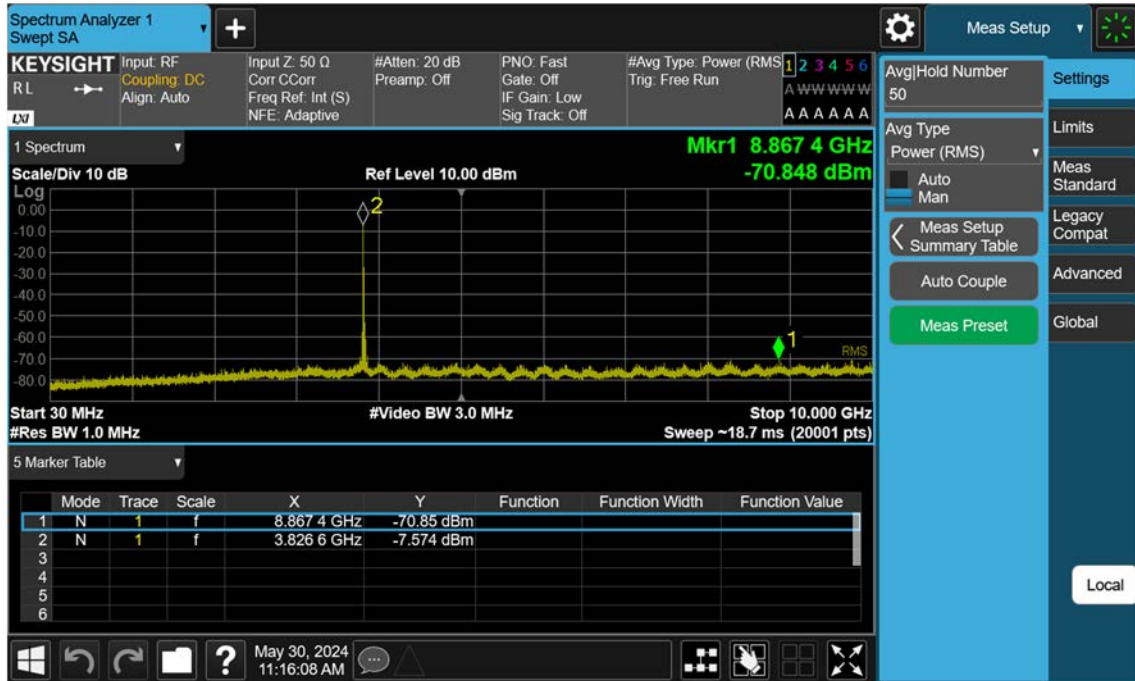 Spectrum Analyzer 1
Swept SA
Meas Setup
KEYSIGHT
R L
LXI
Input: RF
Coupling: DC
Align: Auto
Input Z: 50 Ω
Corr CCorr
Freq Ref: Int (S)
NFE: Adaptive
#Atten: 20 dB
Preamp: Off
PNO: Fast
Gate: Off
IF Gain: Low
Sig Track: Off
#Avg Type: Power (RMS
Trig: Free Run
1 2 3 4 5 6
A W W W W W
A A A A A A
1 Spectrum
Mkr1 8.867 4 GHz
Scale/Div 10 dB
Ref Level 10.00 dBm
-70.848 dBm
Log
0.00
-10.0
-20.0
-30.0
-40.0
-50.0
-60.0
-70.0
-80.0
2
1
RMS
Start 30 MHz
#Video BW 3.0 MHz
Stop 10.000 GHz
#Res BW 1.0 MHz
Sweep ~18.7 ms (20001 pts)
5 Marker Table
Mode Trace Scale X Y Function Function Width Function Value
1 N 1 f 8.867 4 GHz -70.85 dBm
2 N 1 f 3.826 6 GHz -7.574 dBm
3
4
5
6
May 30, 2024
11:16:08 AM
Avg|Hold Number
50
Avg Type
Power (RMS)
Auto
Man
Meas Setup
Summary Table
Auto Couple
Meas Preset
Settings
Limits
Meas
Standard
Legacy
Compat
Advanced
Global
Local